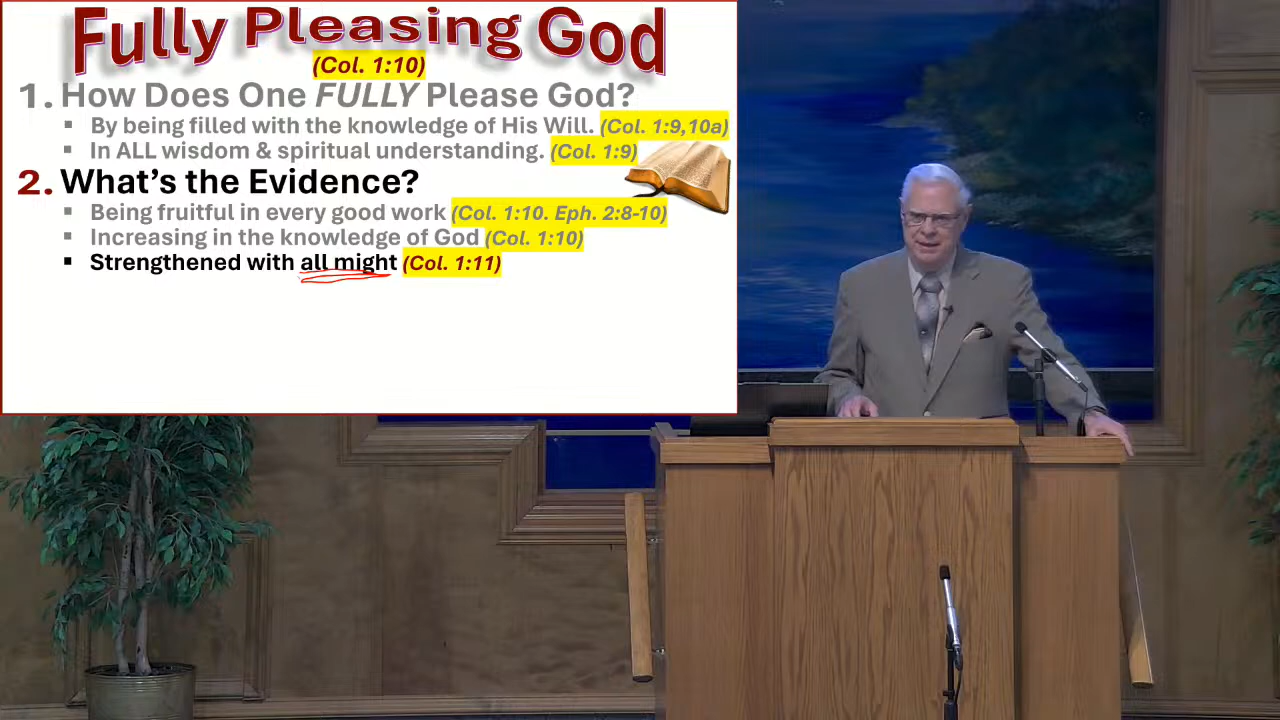 Fully Pleasing God
(Col. 1:10)
1. How Does One FULLY Please God?
▪ By being filled with the knowledge of His Will. (Col. 1:9,10a)
▪ In ALL wisdom & spiritual understanding. (Col. 1:9)
2. What's the Evidence?
▪ Being fruitful in every good work (Col. 1:10. Eph. 2:8-10)
▪ Increasing in the knowledge of God (Col. 1:10)
▪ Strengthened with all might (Col. 1:11)